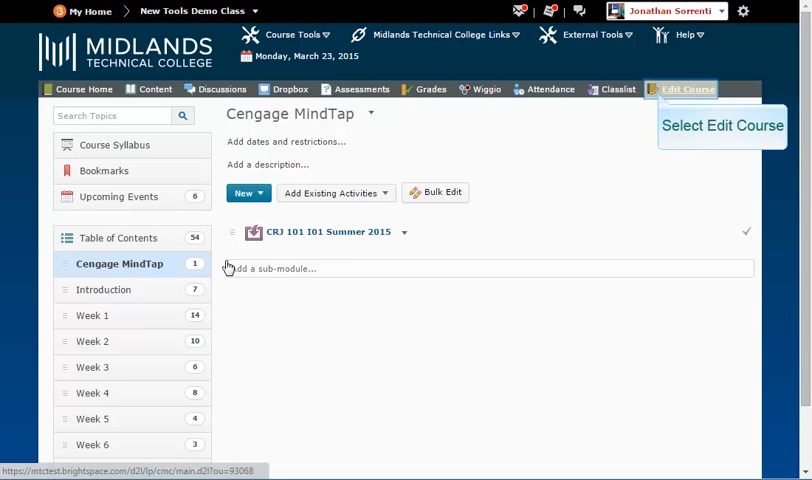 My Home
New Tools Demo Class
Jonathan Sorrenti
MIDLANDS
TECHNICAL COLLEGE
Course Tools
Midlands Technical College Links
External Tools
Help
Monday, March 23, 2015
Course Home
Content
Discussions
Dropbox
Assessments
Grades
Wiggio
Attendance
Classlist
Edit Course
Select Edit Course
Search Topics
Course Syllabus
Bookmarks
Upcoming Events 6
Table of Contents 54
Cengage MindTap 1
Introduction 7
Week 1 14
Week 2 10
Week 3 6
Week 4 8
Week 5 4
Week 6 3
Cengage MindTap
Add dates and restrictions...
Add a description...
New
Add Existing Activities
Bulk Edit
CRJ 101 I01 Summer 2015
Add a sub-module...
https://mtctest.brightspace.com/d2l/lp/cmc/main.d2l?ou=93068